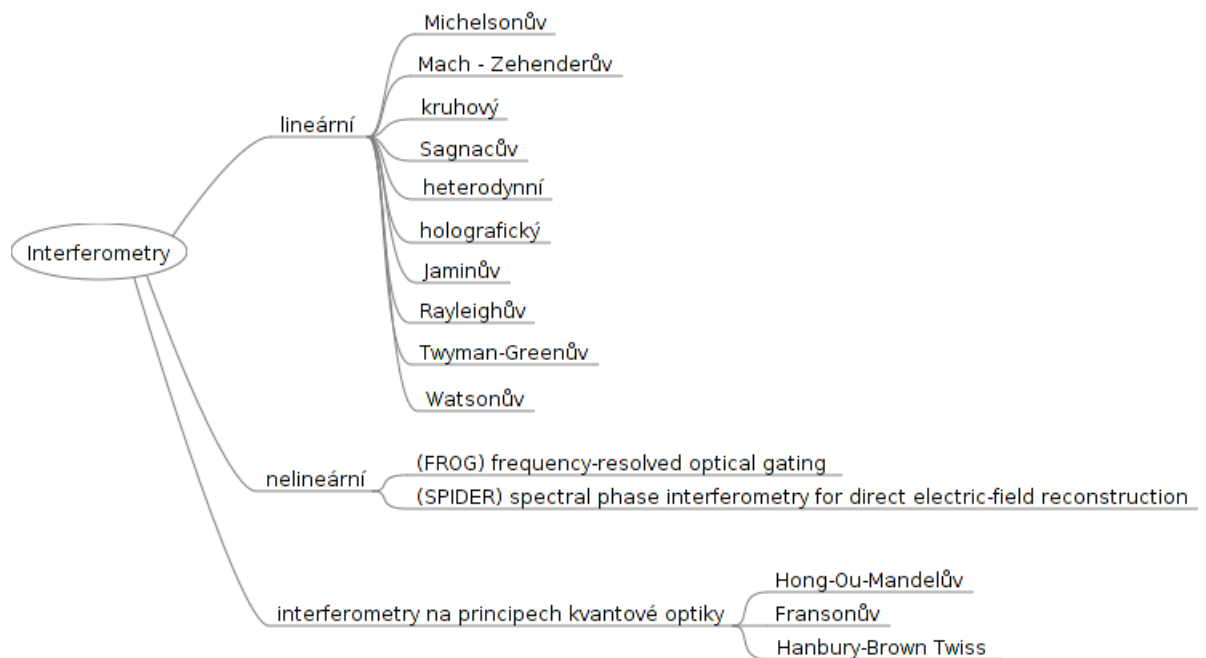 Interferometry
lineární
Michelsonův
Mach - Zehenderův
kruhový
Sagnacův
heterodynní
holografický
Jaminův
Rayleighův
Twyman-Greenův
Watsonův
nelineární
(FROG) frequency-resolved optical gating
(SPIDER) spectral phase interferometry for direct electric-field reconstruction
interferometry na principech kvantové optiky
Hong-Ou-Mandelův
Fransonův
Hanbury-Brown Twiss